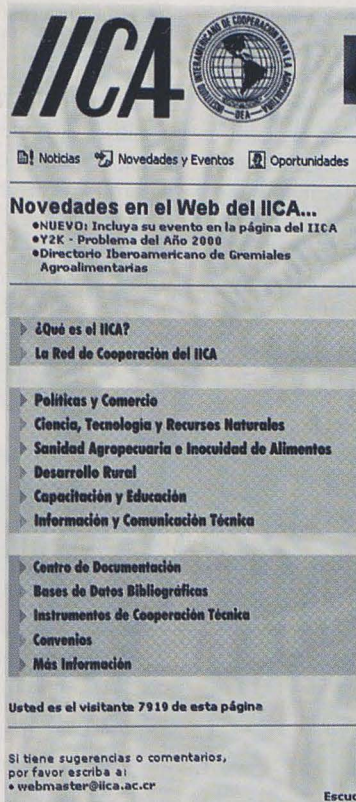 IICA
INSTITUTO INTERAMERICANO DE COOPERACION PARA LA AGRICULTURA
OEA
Noticias Novedades y Eventos Oportunidades
Novedades en el Web del IICA...
•NUEVO: Incluya su evento en la página del IICA
•Y2K - Problema del Año 2000
•Directorio Iberoamericano de Gremiales
Agroalimentarias
¿Qué es el IICA?
La Red de Cooperación del IICA
Políticas y Comercio
Ciencia, Tecnología y Recursos Naturales
Sanidad Agropecuaria e Inocuidad de Alimentos
Desarrollo Rural
Capacitación y Educación
Información y Comunicación Técnica
Centro de Documentación
Bases de Datos Bibliográficas
Instrumentos de Cooperación Técnica
Convenios
Más Información
Usted es el visitante 7919 de esta página
Si tiene sugerencias o comentarios,
por favor escriba a:
• webmaster@iica.ac.cr
Escuc